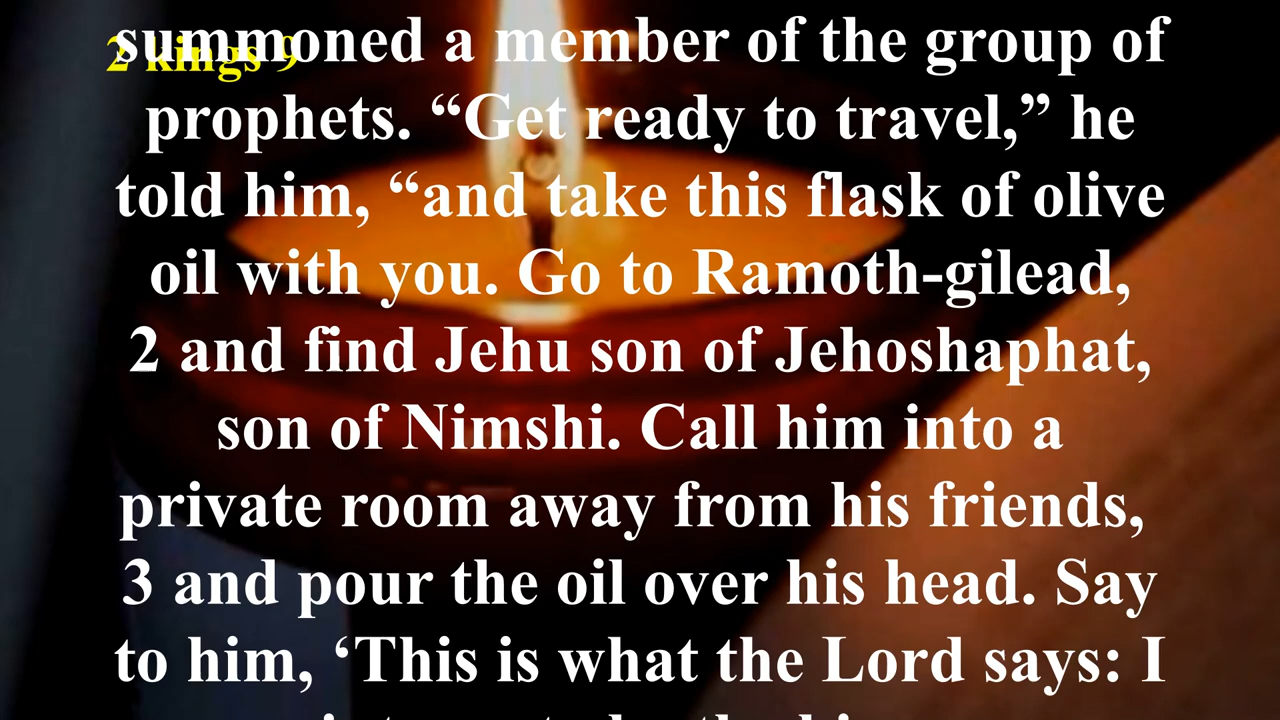 2 kings 9
summoned a member of the group of
prophets. “Get ready to travel,” he
told him, “and take this flask of olive
oil with you. Go to Ramoth-gilead,
2 and find Jehu son of Jehoshaphat,
son of Nimshi. Call him into a
private room away from his friends,
3 and pour the oil over his head. Say
to him, ‘This is what the Lord says: I